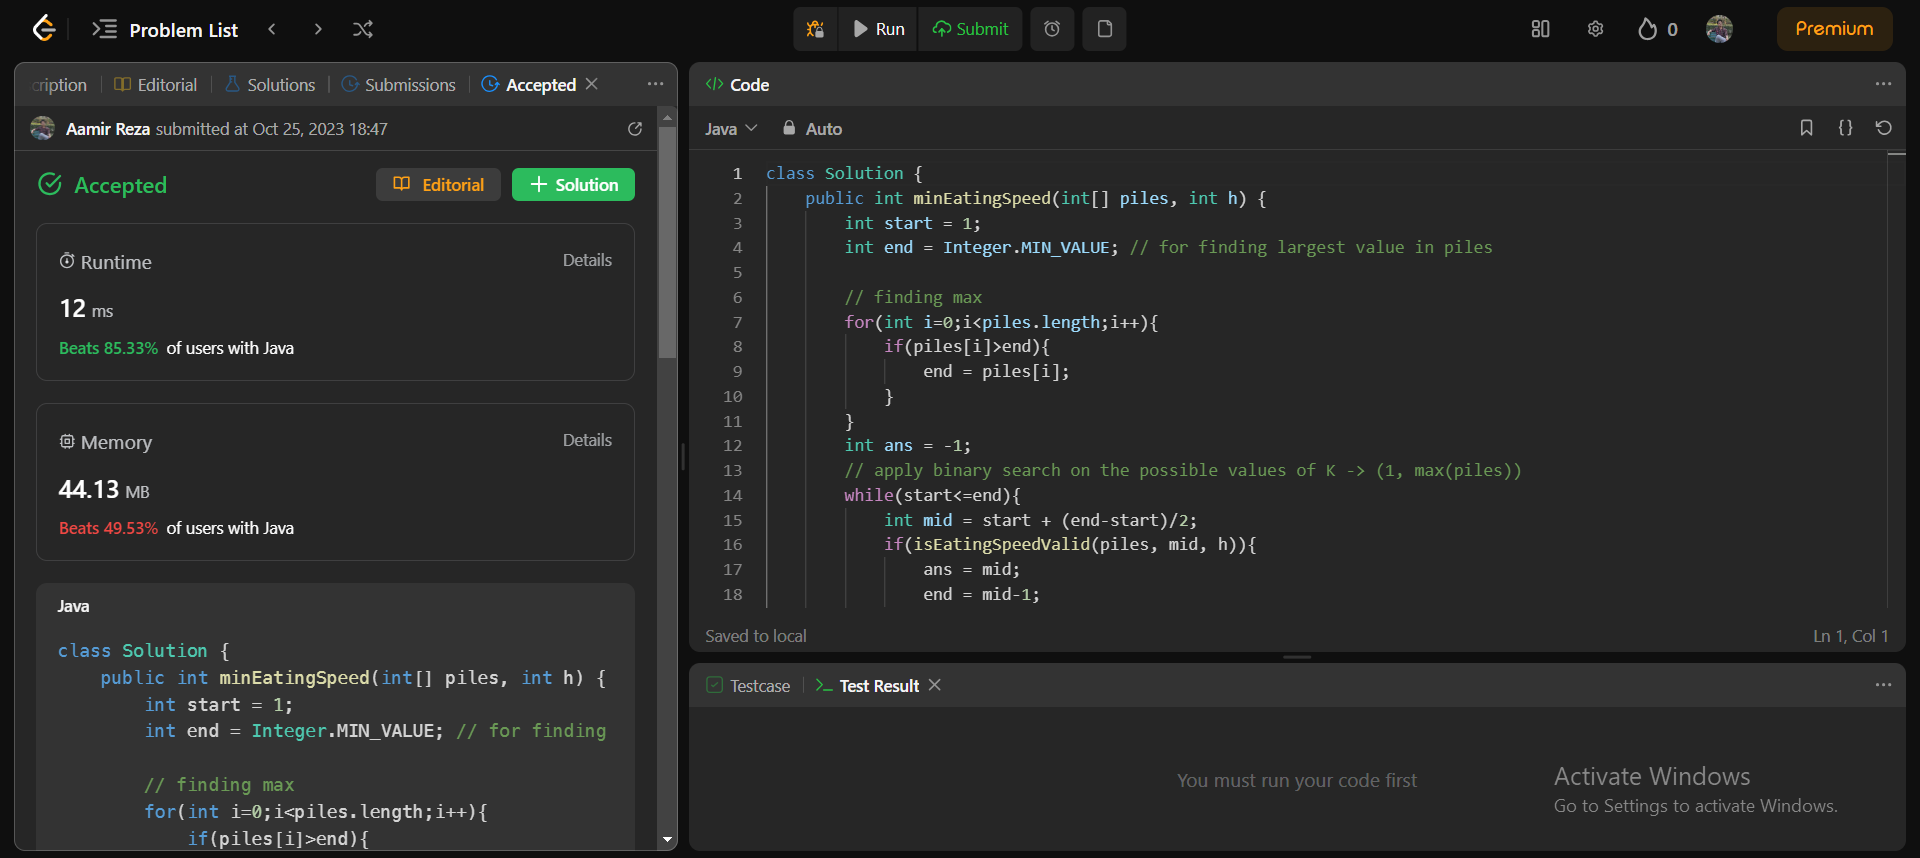 Problem List
Run
Submit
0
Premium
cription
Editorial
Solutions
Submissions
Accepted
Aamir Reza submitted at Oct 25, 2023 18:47
Accepted
Editorial
Solution
Runtime
Details
12 ms
Beats 85.33% of users with Java
Memory
Details
44.13 MB
Beats 49.53% of users with Java
Java
class Solution {
public int minEatingSpeed(int[] piles, int h) {
int start = 1;
int end = Integer.MIN_VALUE; // for finding
// finding max
for(int i=0;i<piles.length;i++){
if(piles[i]>end){
</> Code
Java
Auto
{}
1 class Solution {
2 public int minEatingSpeed(int[] piles, int h) {
3 int start = 1;
4 int end = Integer.MIN_VALUE; // for finding largest value in piles
5
6 // finding max
7 for(int i=0;i<piles.length;i++){
8 if(piles[i]>end){
9 end = piles[i];
10 }
11 }
12 int ans = -1;
13 // apply binary search on the possible values of K -> (1, max(piles))
14 while(start<=end){
15 int mid = start + (end-start)/2;
16 if(isEatingSpeedValid(piles, mid, h)){
17 ans = mid;
18 end = mid-1;
Saved to local
Ln 1, Col 1
Testcase
Test Result
You must run your code first
Activate Windows
Go to Settings to activate Windows.